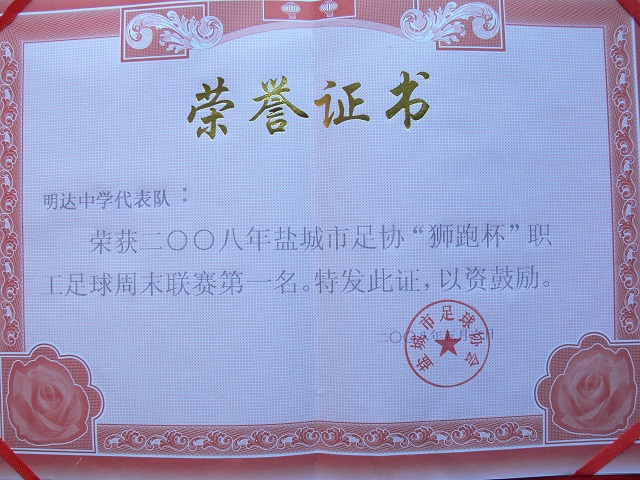 荣誉证书
明达中学代表队：
荣获二〇〇八年盐城市足协“狮跑杯”职
工足球周末联赛第一名。特发此证，以资鼓励。
盐城市足球协会